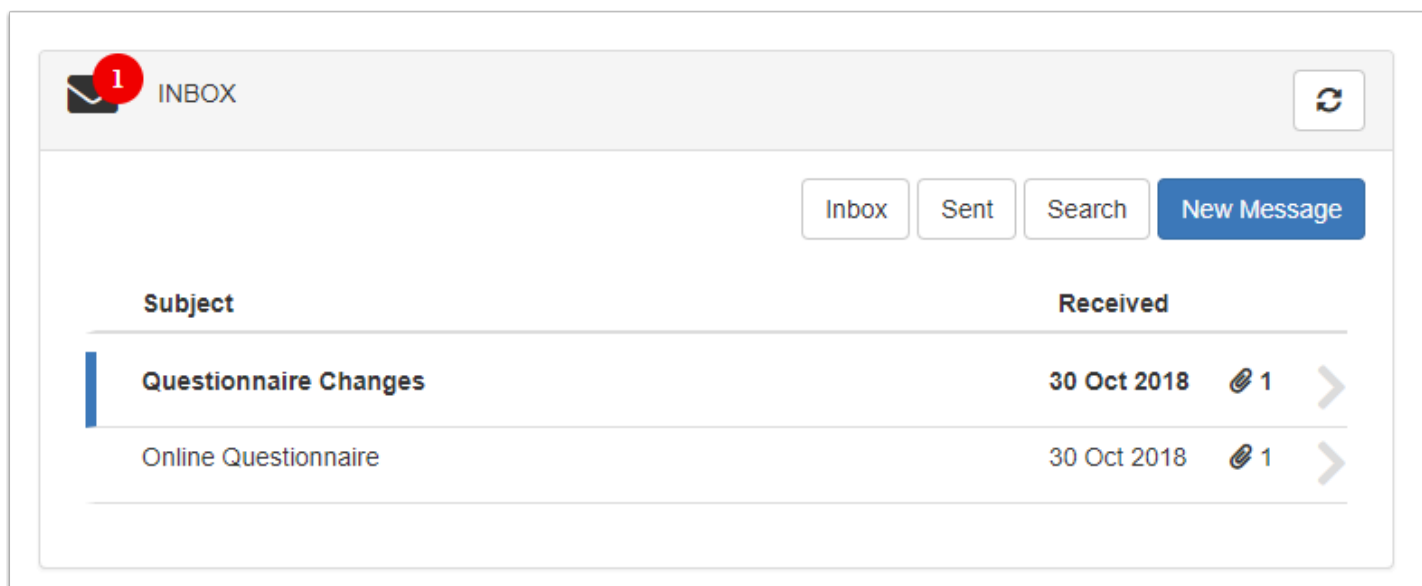 1 INBOX
Inbox Sent Search New Message
Subject Received
Questionnaire Changes 30 Oct 2018 1
Online Questionnaire 30 Oct 2018 1